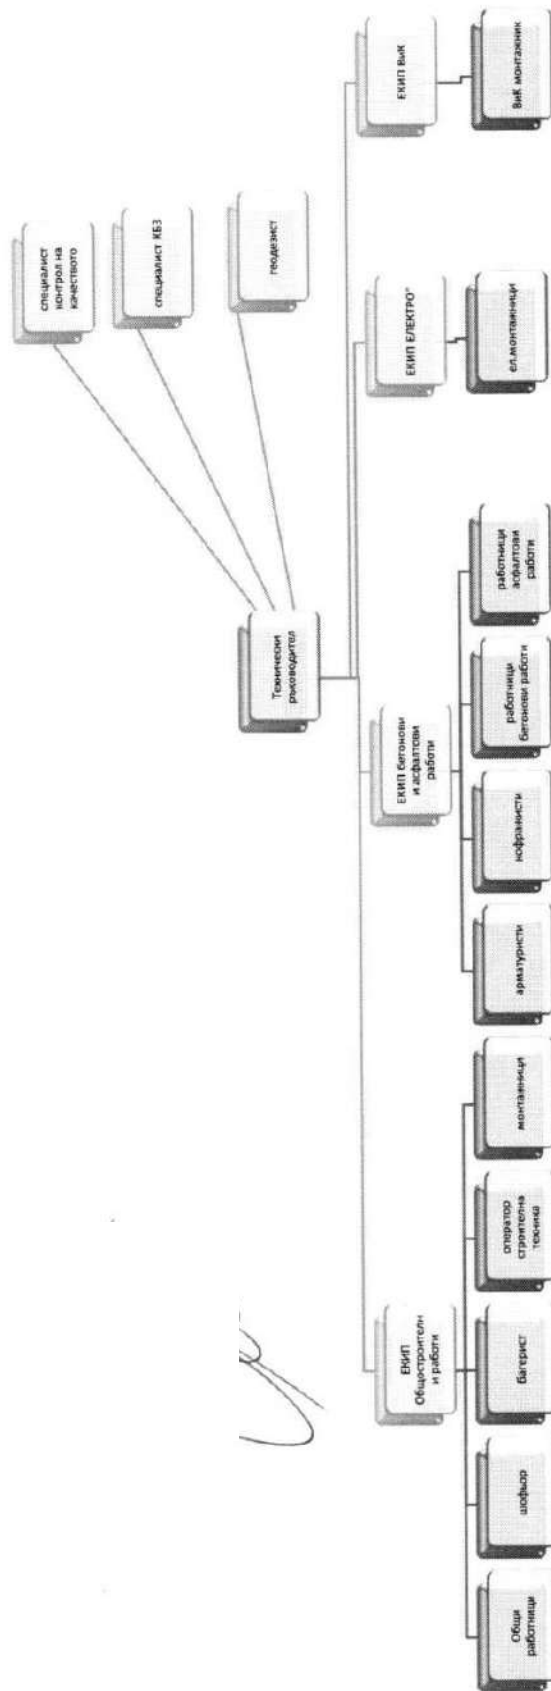 специалист
контрол на
качеството
специалист КБЗ
геодезист
Технически
ръководител
ЕКИП
Общостроителн
и работи
ЕКИП бетонови
и асфалтови
работи
ЕКИП ЕЛЕКТРО"
ЕКИП ВиК
Общи
работници
шофьор
багерист
оператор
строителна
техника
монтажници
арматуристи
кофражисти
работници
бетонови работи
работници
асфалтови
работи
ел.монтажници
ВиК монтажник